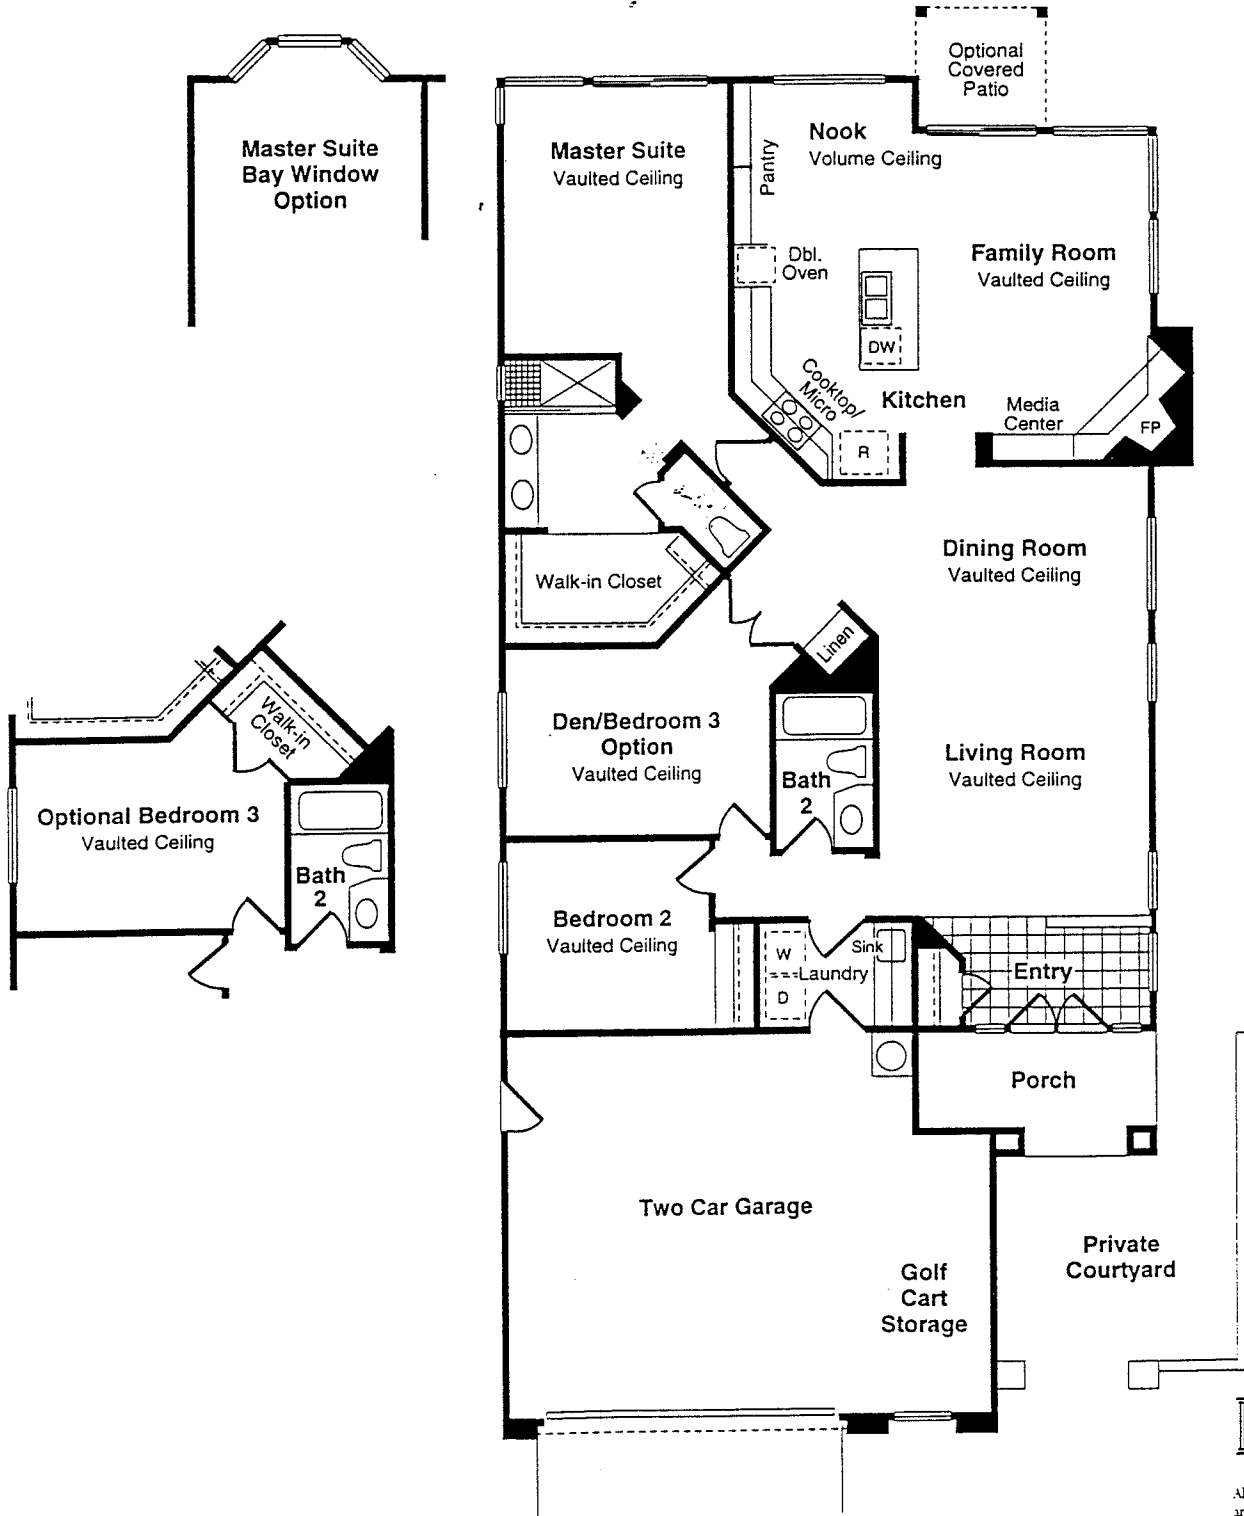 Optional
Covered
Patio
Master Suite
Bay Window
Option
Master Suite
Vaulted Ceiling
Pantry
Nook
Volume Ceiling
Dbl.
Oven
Family Room
Vaulted Ceiling
DW
Cooktop/
Micro
Kitchen
R
Media
Center
FP
Walk-in Closet
Dining Room
Vaulted Ceiling
Linen
Den/Bedroom 3
Option
Vaulted Ceiling
Bath
2
Living Room
Vaulted Ceiling
Walk-in
Closet
Optional Bedroom 3
Vaulted Ceiling
Bath
2
Bedroom 2
Vaulted Ceiling
W
D
Laundry
Sink
Entry
Porch
Two Car Garage
Golf
Cart
Storage
Private
Courtyard